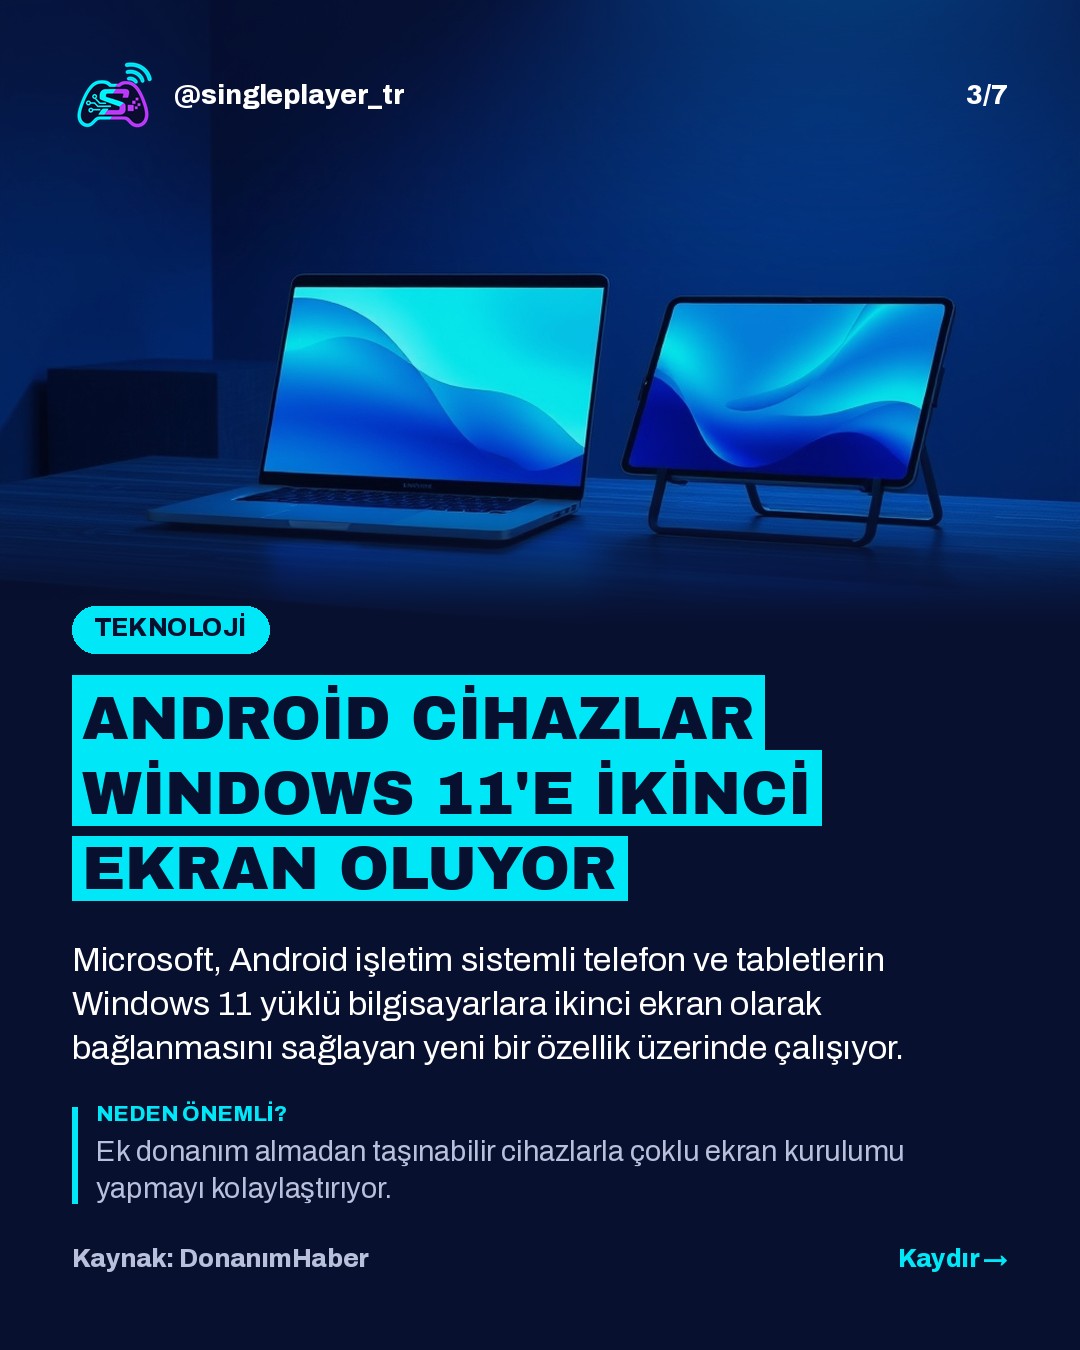 @singleplayer_tr
3/7
TEKNOLOJİ
ANDROİD CİHAZLAR
WİNDOWS 11'E İKİNCİ
EKRAN OLUYOR
Microsoft, Android işletim sistemli telefon ve tabletlerin
Windows 11 yüklü bilgisayarlara ikinci ekran olarak
bağlanmasını sağlayan yeni bir özellik üzerinde çalışıyor.
NEDEN ÖNEMLİ?
Ek donanım almadan taşınabilir cihazlarla çoklu ekran kurulumu
yapmayı kolaylaştırıyor.
Kaynak: DonanımHaber
Kaydır→